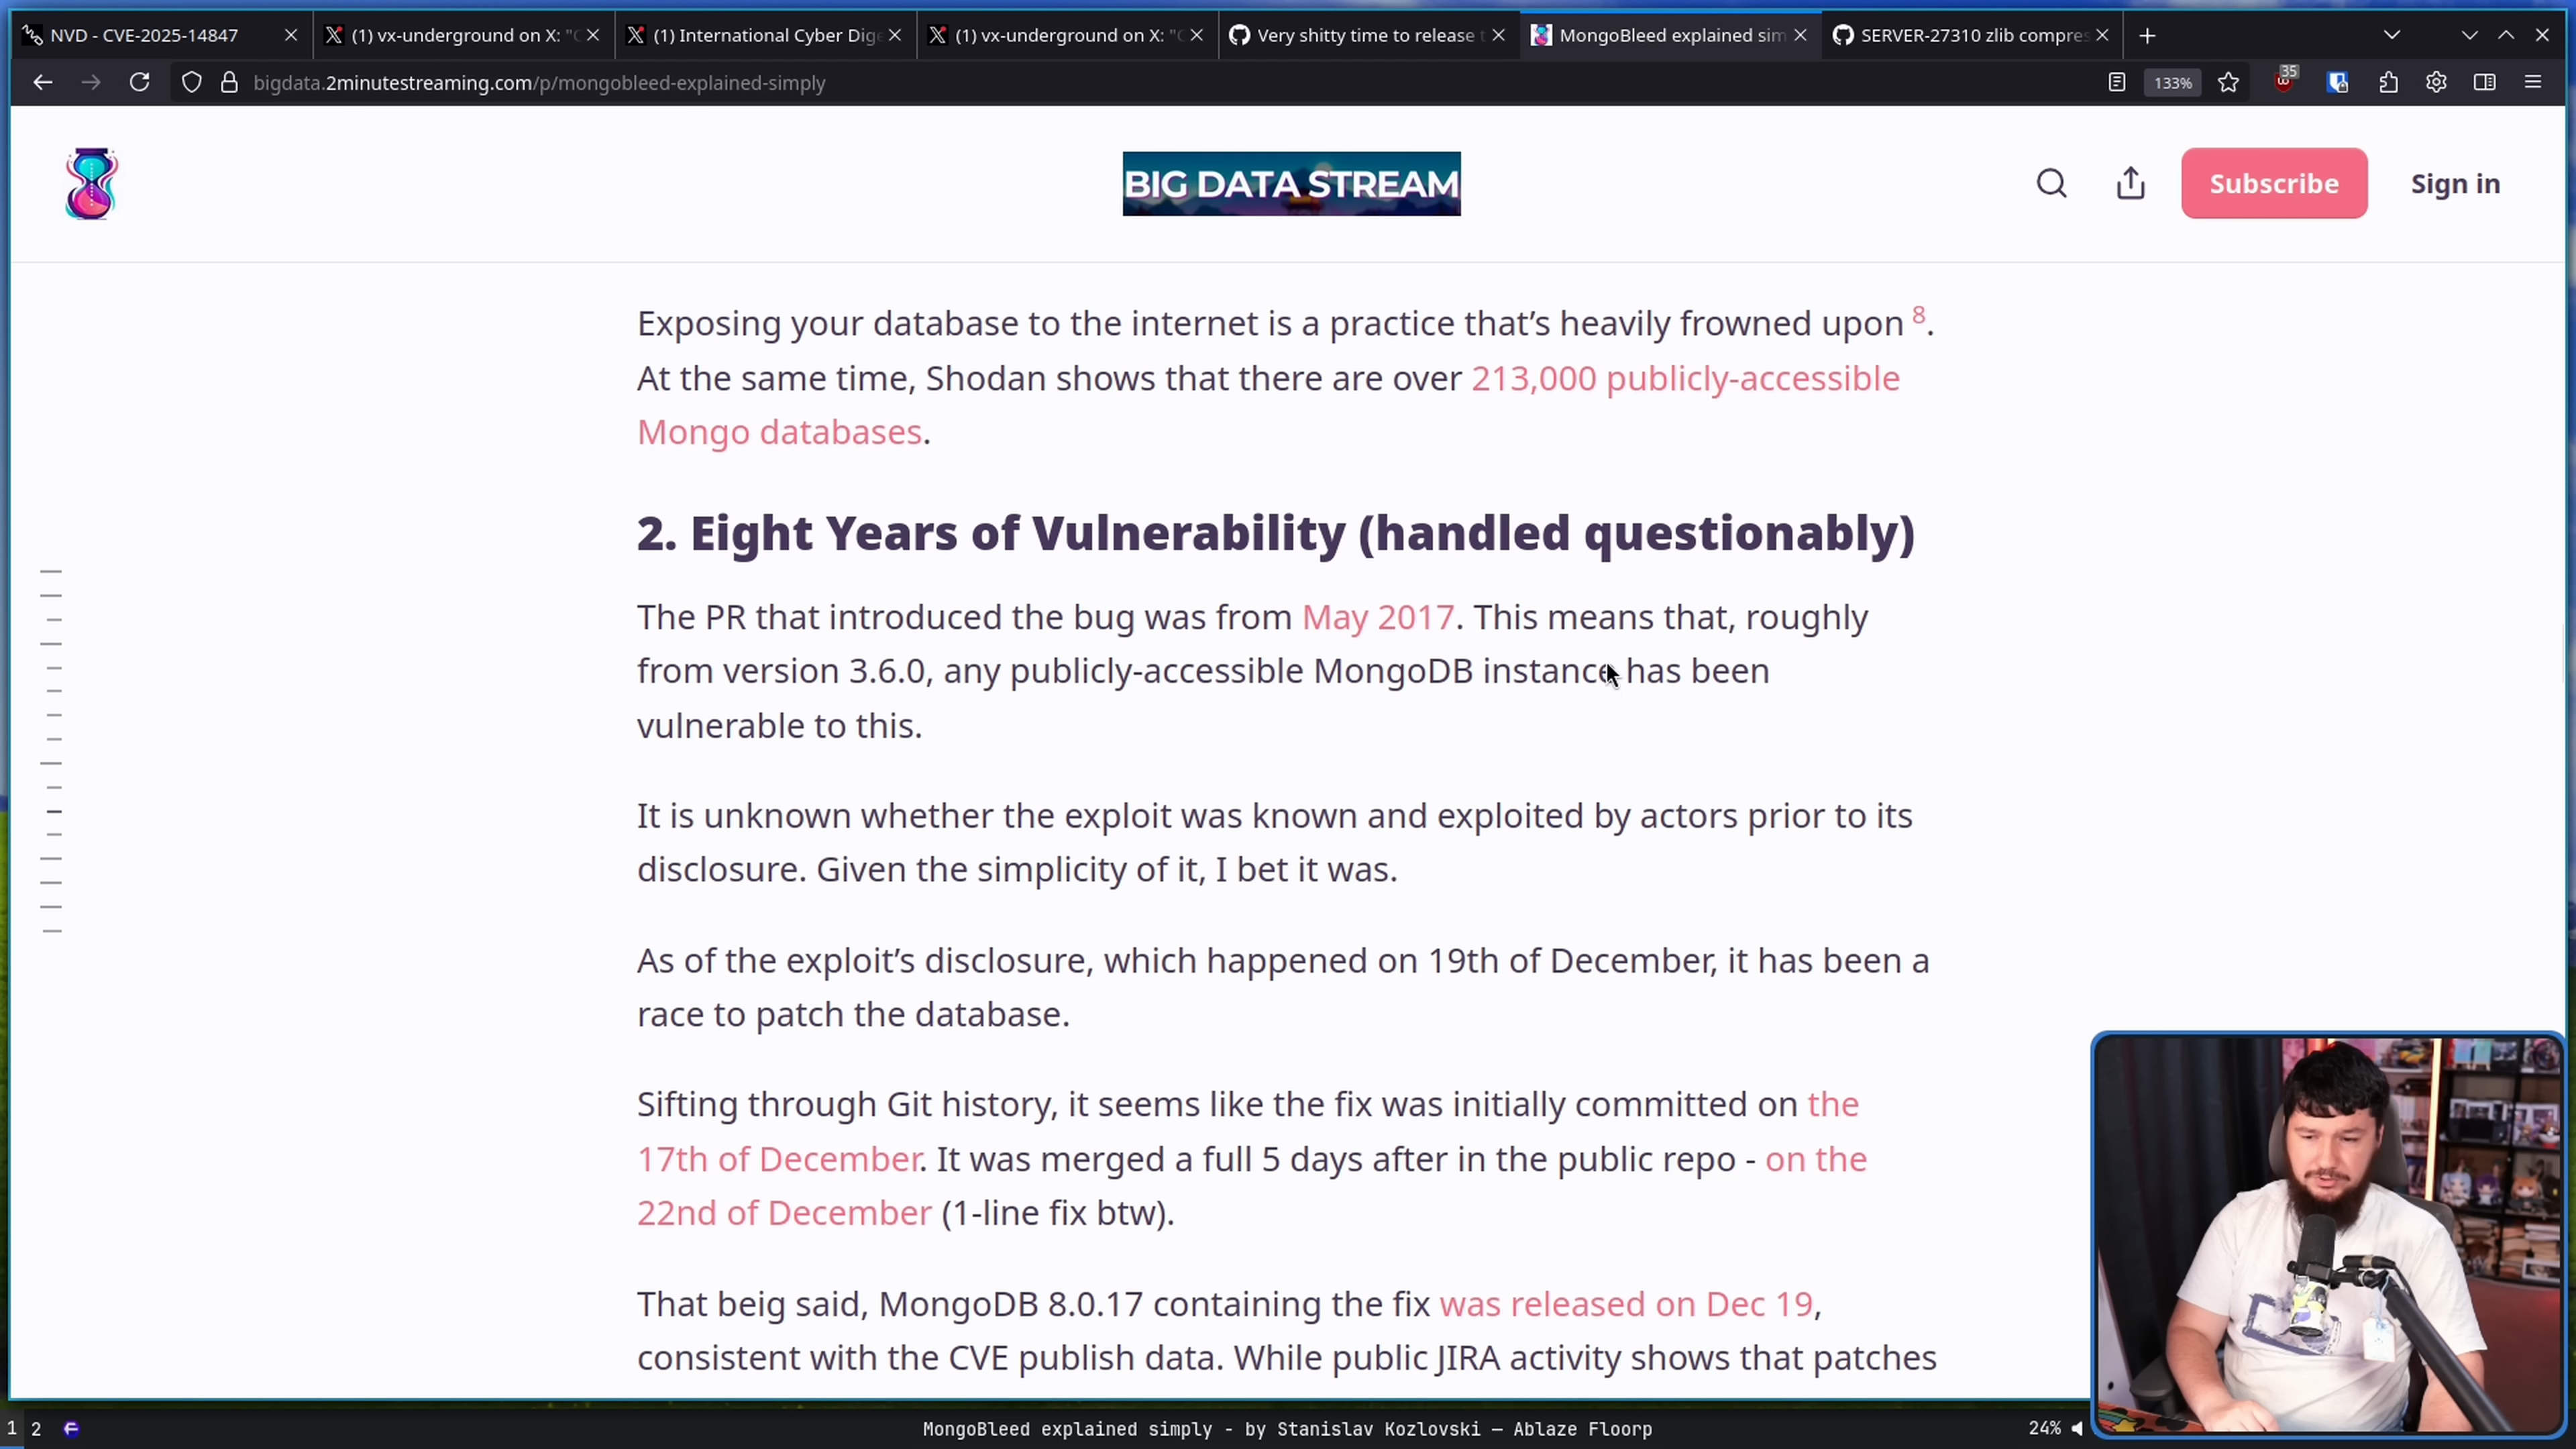 NVD - CVE-2025-14847
(1) vx-underground on X: "C
(1) International Cyber Dige
(1) vx-underground on X: "C
Very shitty time to release t
MongoBleed explained sim
SERVER-27310 zlib compres
bigdata.2minutestreaming.com/p/mongobleed-explained-simply
133%
35
BIG DATA STREAM
Subscribe
Sign in
Exposing your database to the internet is a practice that’s heavily frowned upon 8.
At the same time, Shodan shows that there are over 213,000 publicly-accessible
Mongo databases.
2. Eight Years of Vulnerability (handled questionably)
The PR that introduced the bug was from May 2017. This means that, roughly
from version 3.6.0, any publicly-accessible MongoDB instance has been
vulnerable to this.
It is unknown whether the exploit was known and exploited by actors prior to its
disclosure. Given the simplicity of it, I bet it was.
As of the exploit’s disclosure, which happened on 19th of December, it has been a
race to patch the database.
Sifting through Git history, it seems like the fix was initially committed on the
17th of December. It was merged a full 5 days after in the public repo - on the
22nd of December (1-line fix btw).
That beig said, MongoDB 8.0.17 containing the fix was released on Dec 19,
consistent with the CVE publish data. While public JIRA activity shows that patches
1 2
MongoBleed explained simply - by Stanislav Kozlovski — Ablaze Floorp
24%